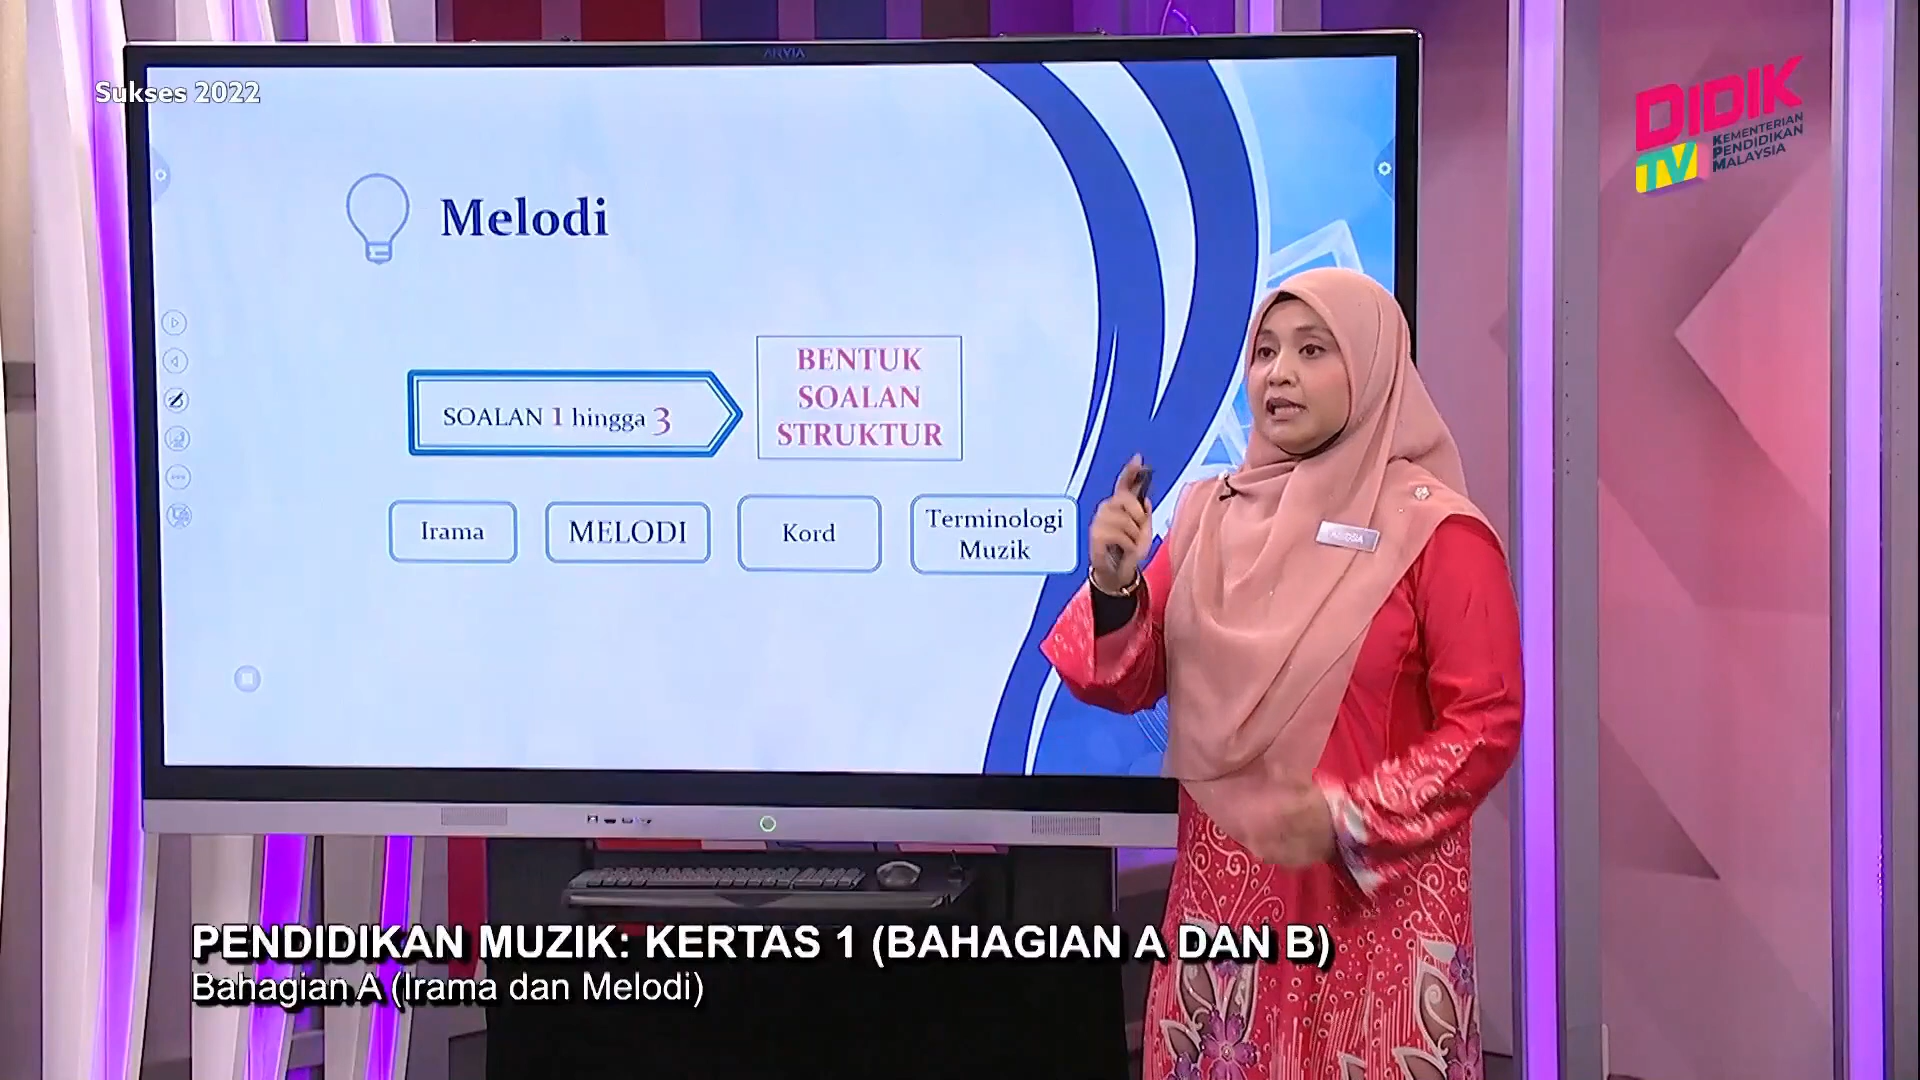 ARVIA
Sukses 2022
DIDIK
TV
KEMENTERIAN
PENDIDIKAN
MALAYSIA
Melodi
SOALAN 1 hingga 3
BENTUK
SOALAN
STRUKTUR
Irama
MELODI
Kord
Terminologi
Muzik
PENDIDIKAN MUZIK: KERTAS 1 (BAHAGIAN A DAN B)
Bahagian A (Irama dan Melodi)